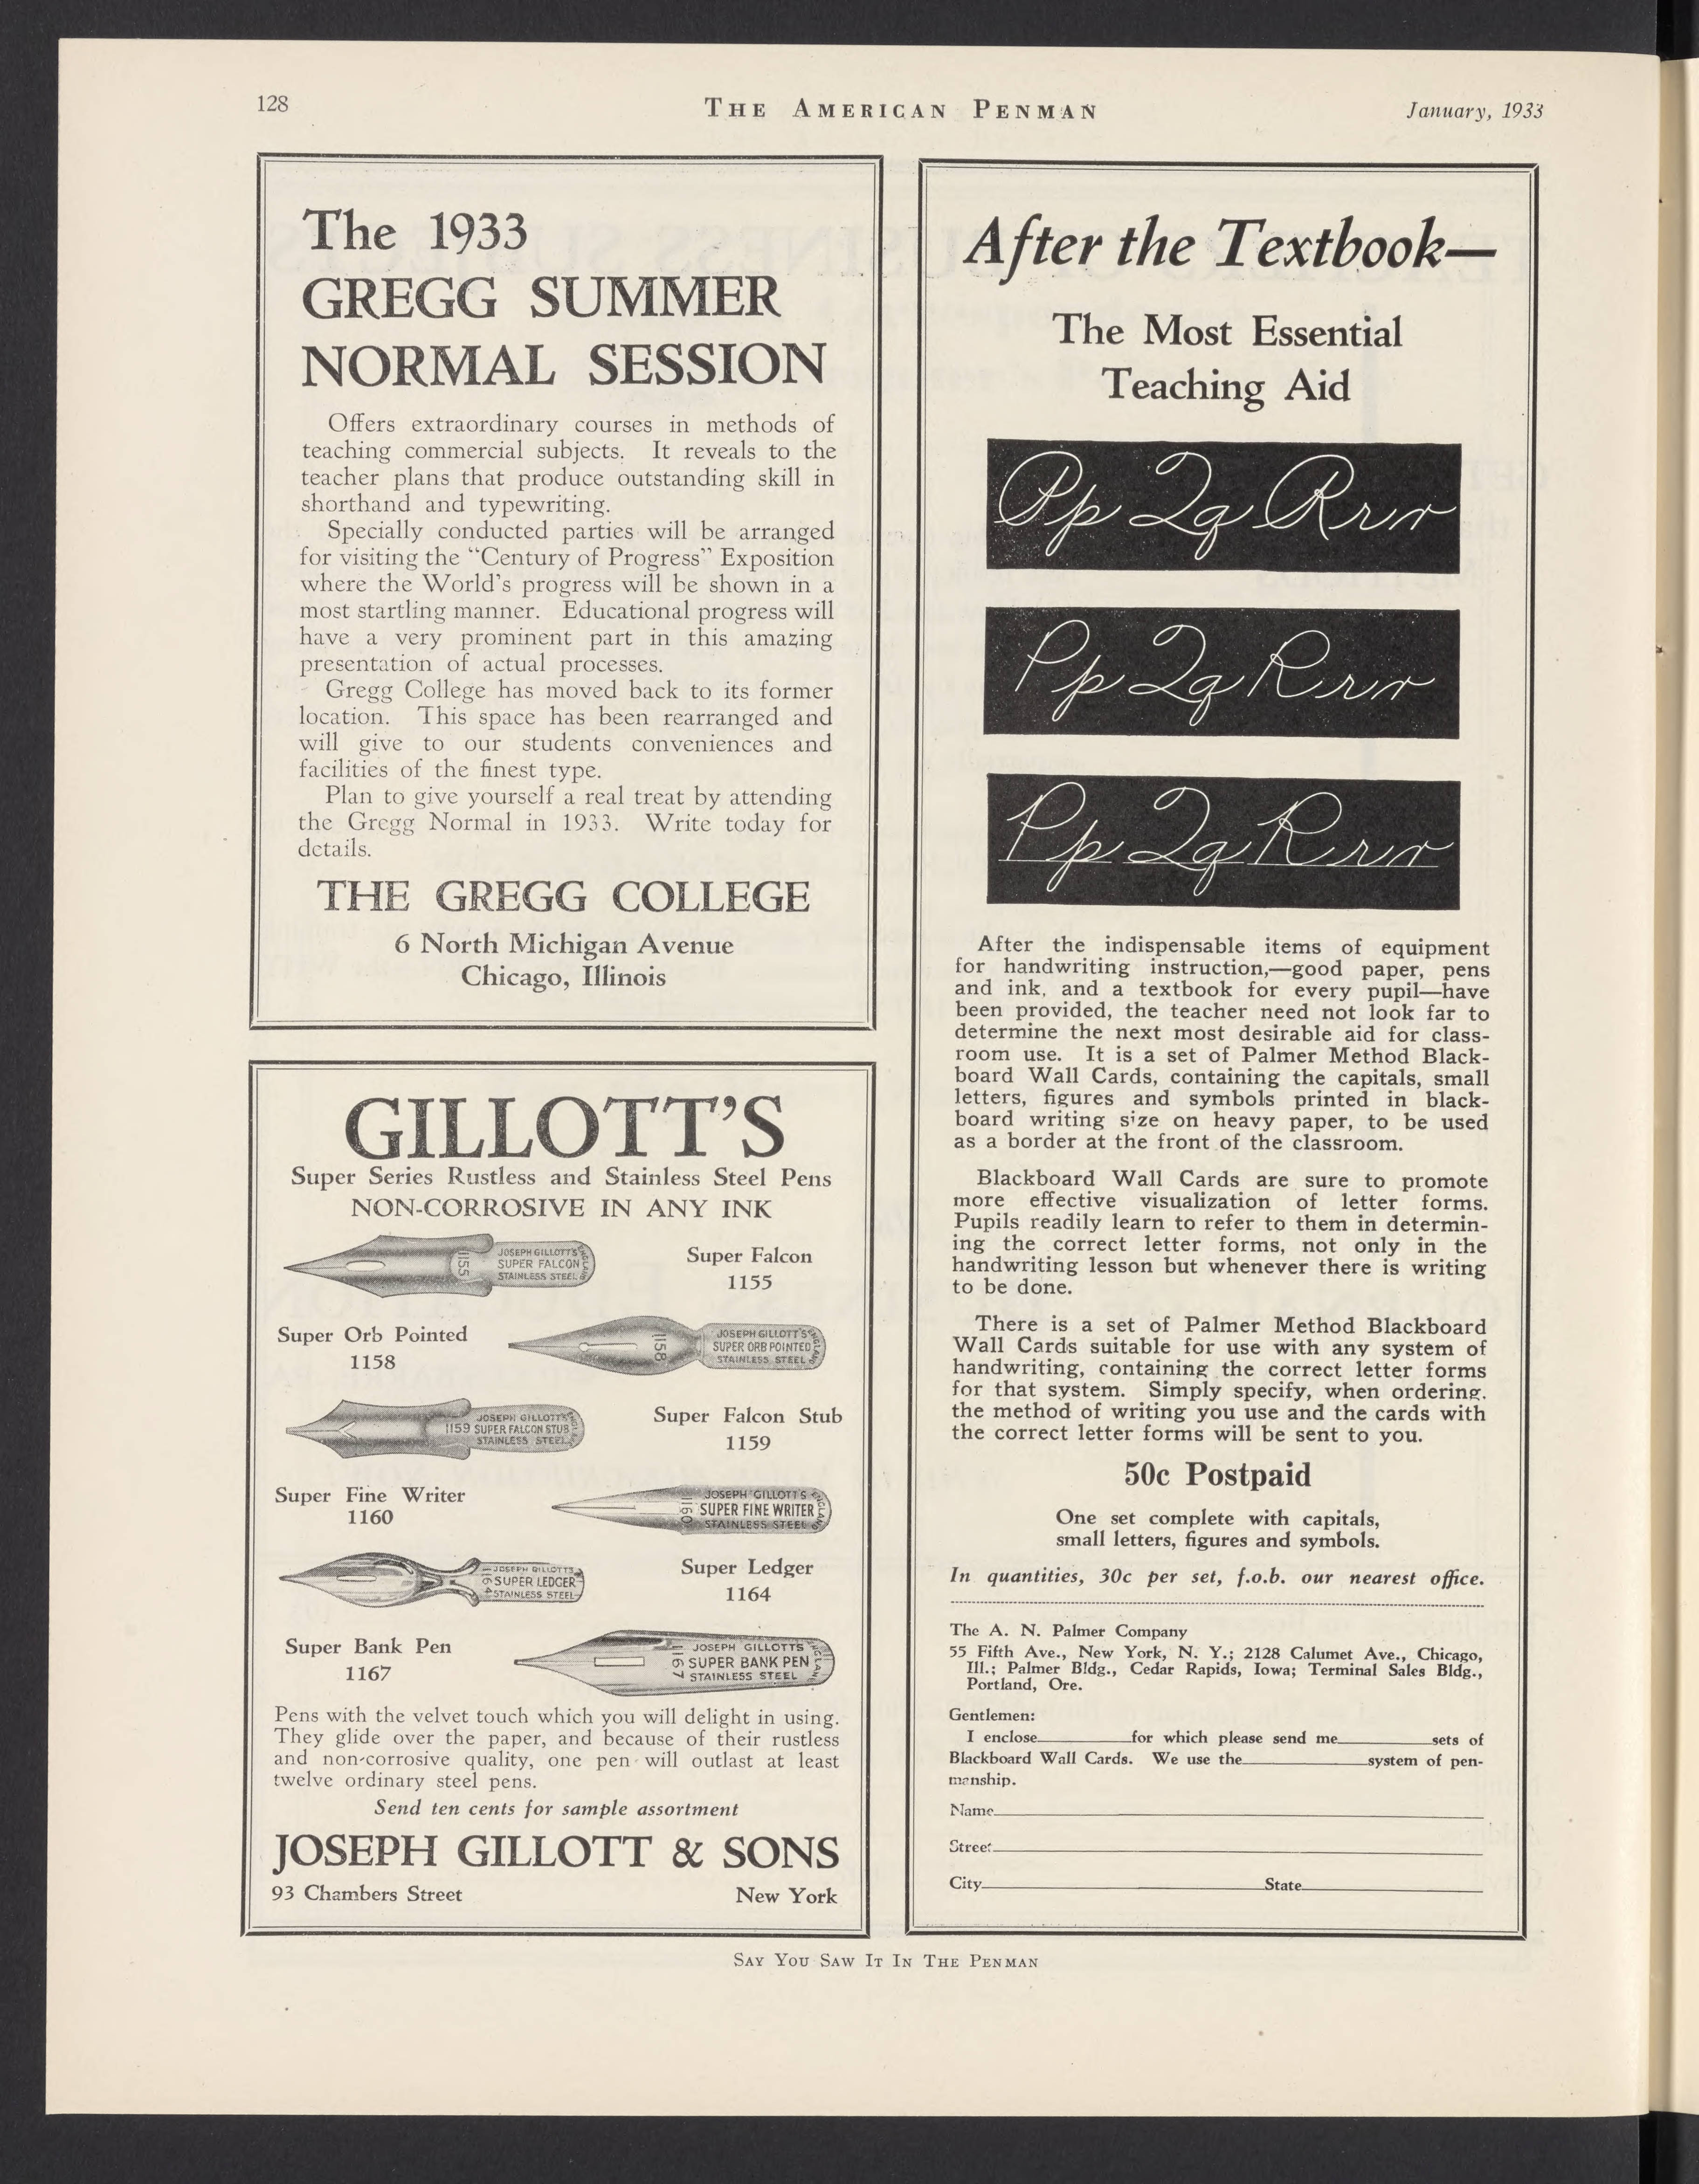 128
THE AMERICAN PENMAN
January, 1933
The 1933
GREGG SUMMER
NORMAL SESSION
Offers extraordinary courses in methods of
teaching commercial subjects. It reveals to the
teacher plans that produce outstanding skill in
shorthand and typewriting.
Specially conducted parties will be arranged
for visiting the "Century of Progress" Exposition
where the World's progress will be shown in a
most startling manner. Educational progress will
have a very prominent part in this amazing
presentation of actual processes.
Gregg College has moved back to its former
location. This space has been rearranged and
will give to our students conveniences and
facilities of the finest type.
Plan to give yourself a real treat by attending
the Gregg Normal in 1933. Write today for
details.
THE GREGG COLLEGE
6 North Michigan Avenue
Chicago, Illinois
GILLOTT'S
Super Series Rustless and Stainless Steel Pens
NON-CORROSIVE IN ANY INK
1155
JOSEPH GILLOTT'S
SUPER FALCON
STAINLESS STEEL
ENGLAND
Super Falcon
1155
Super Orb Pointed
1158
1158
JOSEPH GILLOTT'S
SUPER ORB POINTED
STAINLESS STEEL
ENGLAND
JOSEPH GILLOTT'S
1159 SUPER FALCON STUB
STAINLESS STEEL
Super Falcon Stub
1159
Super Fine Writer
1160
1160
JOSEPH GILLOTT'S
SUPER FINE WRITER
STAINLESS STEEL
ENGLAND
JOSEPH GILLOTT'S
1164
SUPER LEDGER
STAINLESS STEEL
Super Ledger
1164
Super Bank Pen
1167
1167
JOSEPH GILLOTTS
SUPER BANK PEN
STAINLESS STEEL
ENGLAND
Pens with the velvet touch which you will delight in using.
They glide over the paper, and because of their rustless
and non-corrosive quality, one pen will outlast at least
twelve ordinary steel pens.
Send ten cents for sample assortment
JOSEPH GILLOTT & SONS
93 Chambers Street New York
After the Textbook—
The Most Essential
Teaching Aid
Pp Qq Rrrr
Pp Qq Rrrr
Pp Qq Rrrr
After the indispensable items of equipment
for handwriting instruction,—good paper, pens
and ink, and a textbook for every pupil—have
been provided, the teacher need not look far to
determine the next most desirable aid for class-
room use. It is a set of Palmer Method Black-
board Wall Cards, containing the capitals, small
letters, figures and symbols printed in black-
board writing size on heavy paper, to be used
as a border at the front of the classroom.
Blackboard Wall Cards are sure to promote
more effective visualization of letter forms.
Pupils readily learn to refer to them in determin-
ing the correct letter forms, not only in the
handwriting lesson but whenever there is writing
to be done.
There is a set of Palmer Method Blackboard
Wall Cards suitable for use with any system of
handwriting, containing the correct letter forms
for that system. Simply specify, when ordering,
the method of writing you use and the cards with
the correct letter forms will be sent to you.
50c Postpaid
One set complete with capitals,
small letters, figures and symbols.
In quantities, 30c per set, f.o.b. our nearest office.
The A. N. Palmer Company
55 Fifth Ave., New York, N. Y.; 2128 Calumet Ave., Chicago,
Ill.; Palmer Bldg., Cedar Rapids, Iowa; Terminal Sales Bldg.,
Portland, Ore.
Gentlemen:
I enclose____for which please send me____sets of
Blackboard Wall Cards. We use the____system of pen-
manship.
Name
Street
City State
SAY YOU SAW IT IN THE PENMAN